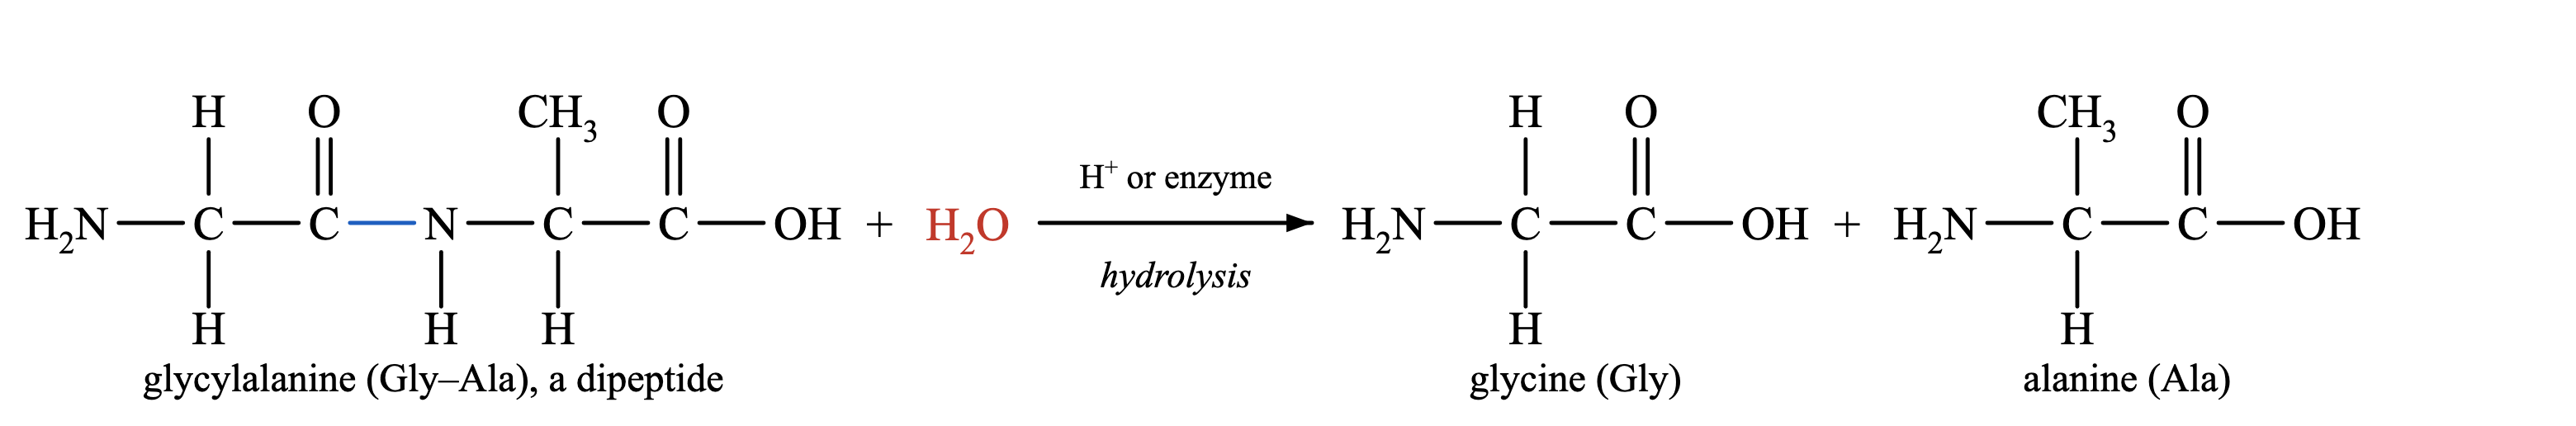 H O CH₃ O H⁺ or enzyme H O CH₃ O
H₂N C C N C C OH + H₂O hydrolysis H₂N C C OH + H₂N C C OH
H H H H H
glycylalanine (Gly–Ala), a dipeptide glycine (Gly) alanine (Ala)